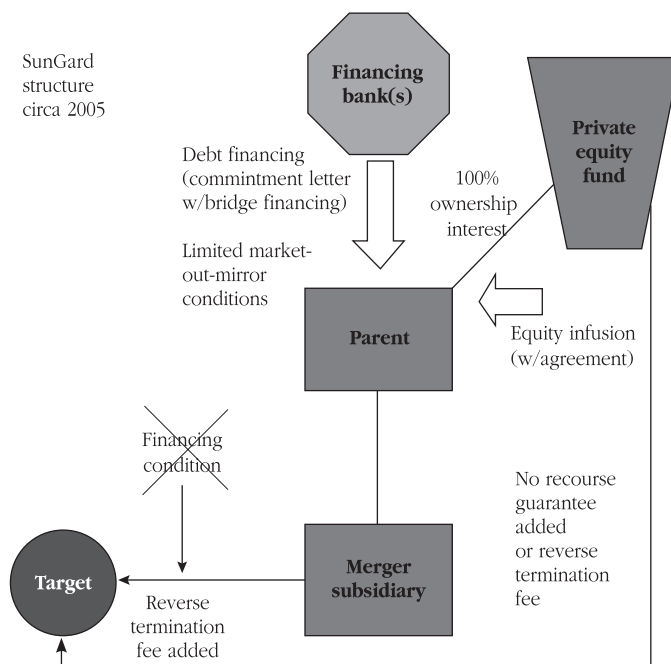 SunGard
structure
circa 2005
Financing
bank(s)
Private
equity
fund
Debt financing
(commintment letter
w/bridge financing)
100%
ownership
interest
Limited market-
out-mirror
conditions
Parent
Equity infusion
(w/agreement)
Financing
condition
No recourse
guarantee
added
or reverse
termination
fee
Target
Merger
subsidiary
Reverse
termination
fee added